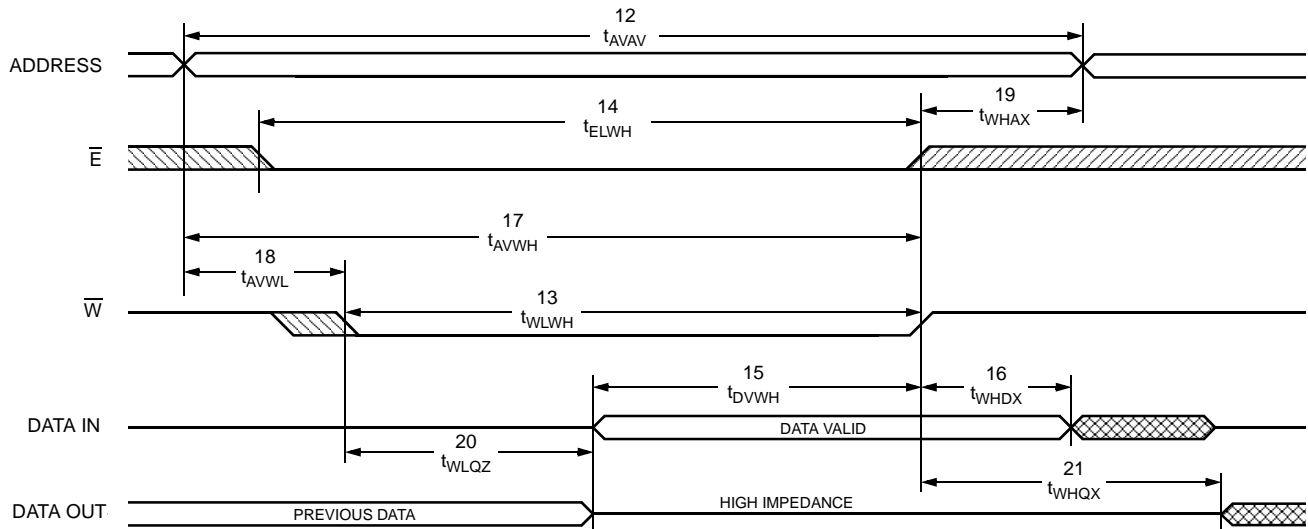 12
tAVAV
ADDRESS
14
tELWH
19
tWHAX
E
17
tAVWH
18
tAVWL
W
13
tWLWH
15
tDVWH
16
tWHDX
DATA IN
DATA VALID
20
tWLQZ
21
tWHQX
DATA OUT
PREVIOUS DATA
HIGH IMPEDANCE